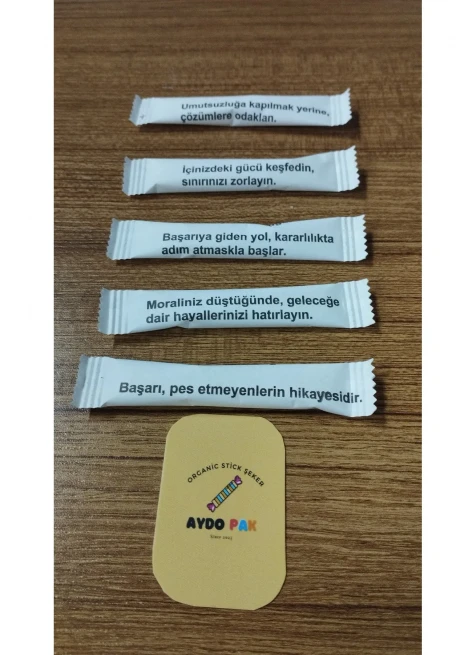 Umutsuzluğa kapılmak yerine,
çözümlere odaklan.
İçinizdeki gücü keşfedin,
sınırınızı zorlayın.
Başarıya giden yol, kararlılıkta
adım atmaskla başlar.
Moraliniz düştüğünde, geleceğe
dair hayallerinizi hatırlayın.
Başarı, pes etmeyenlerin hikayesidir.
ORGANIC STICK ŞEKER
AYDO PAK